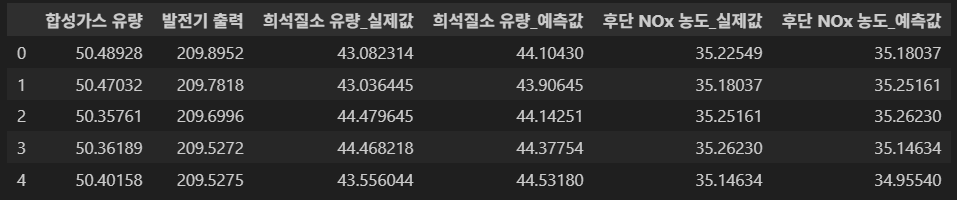 합성가스 유량 발전기 출력 희석질소 유량_실제값 희석질소 유량_예측값 후단 NOx 농도_실제값 후단 NOx 농도_예측값
0 50.48928 209.8952 43.082314 44.10430 35.22549 35.18037
1 50.47032 209.7818 43.036445 43.90645 35.18037 35.25161
2 50.35761 209.6996 44.479645 44.14251 35.25161 35.26230
3 50.36189 209.5272 44.468218 44.37754 35.26230 35.14634
4 50.40158 209.5275 43.556044 44.53180 35.14634 34.95540